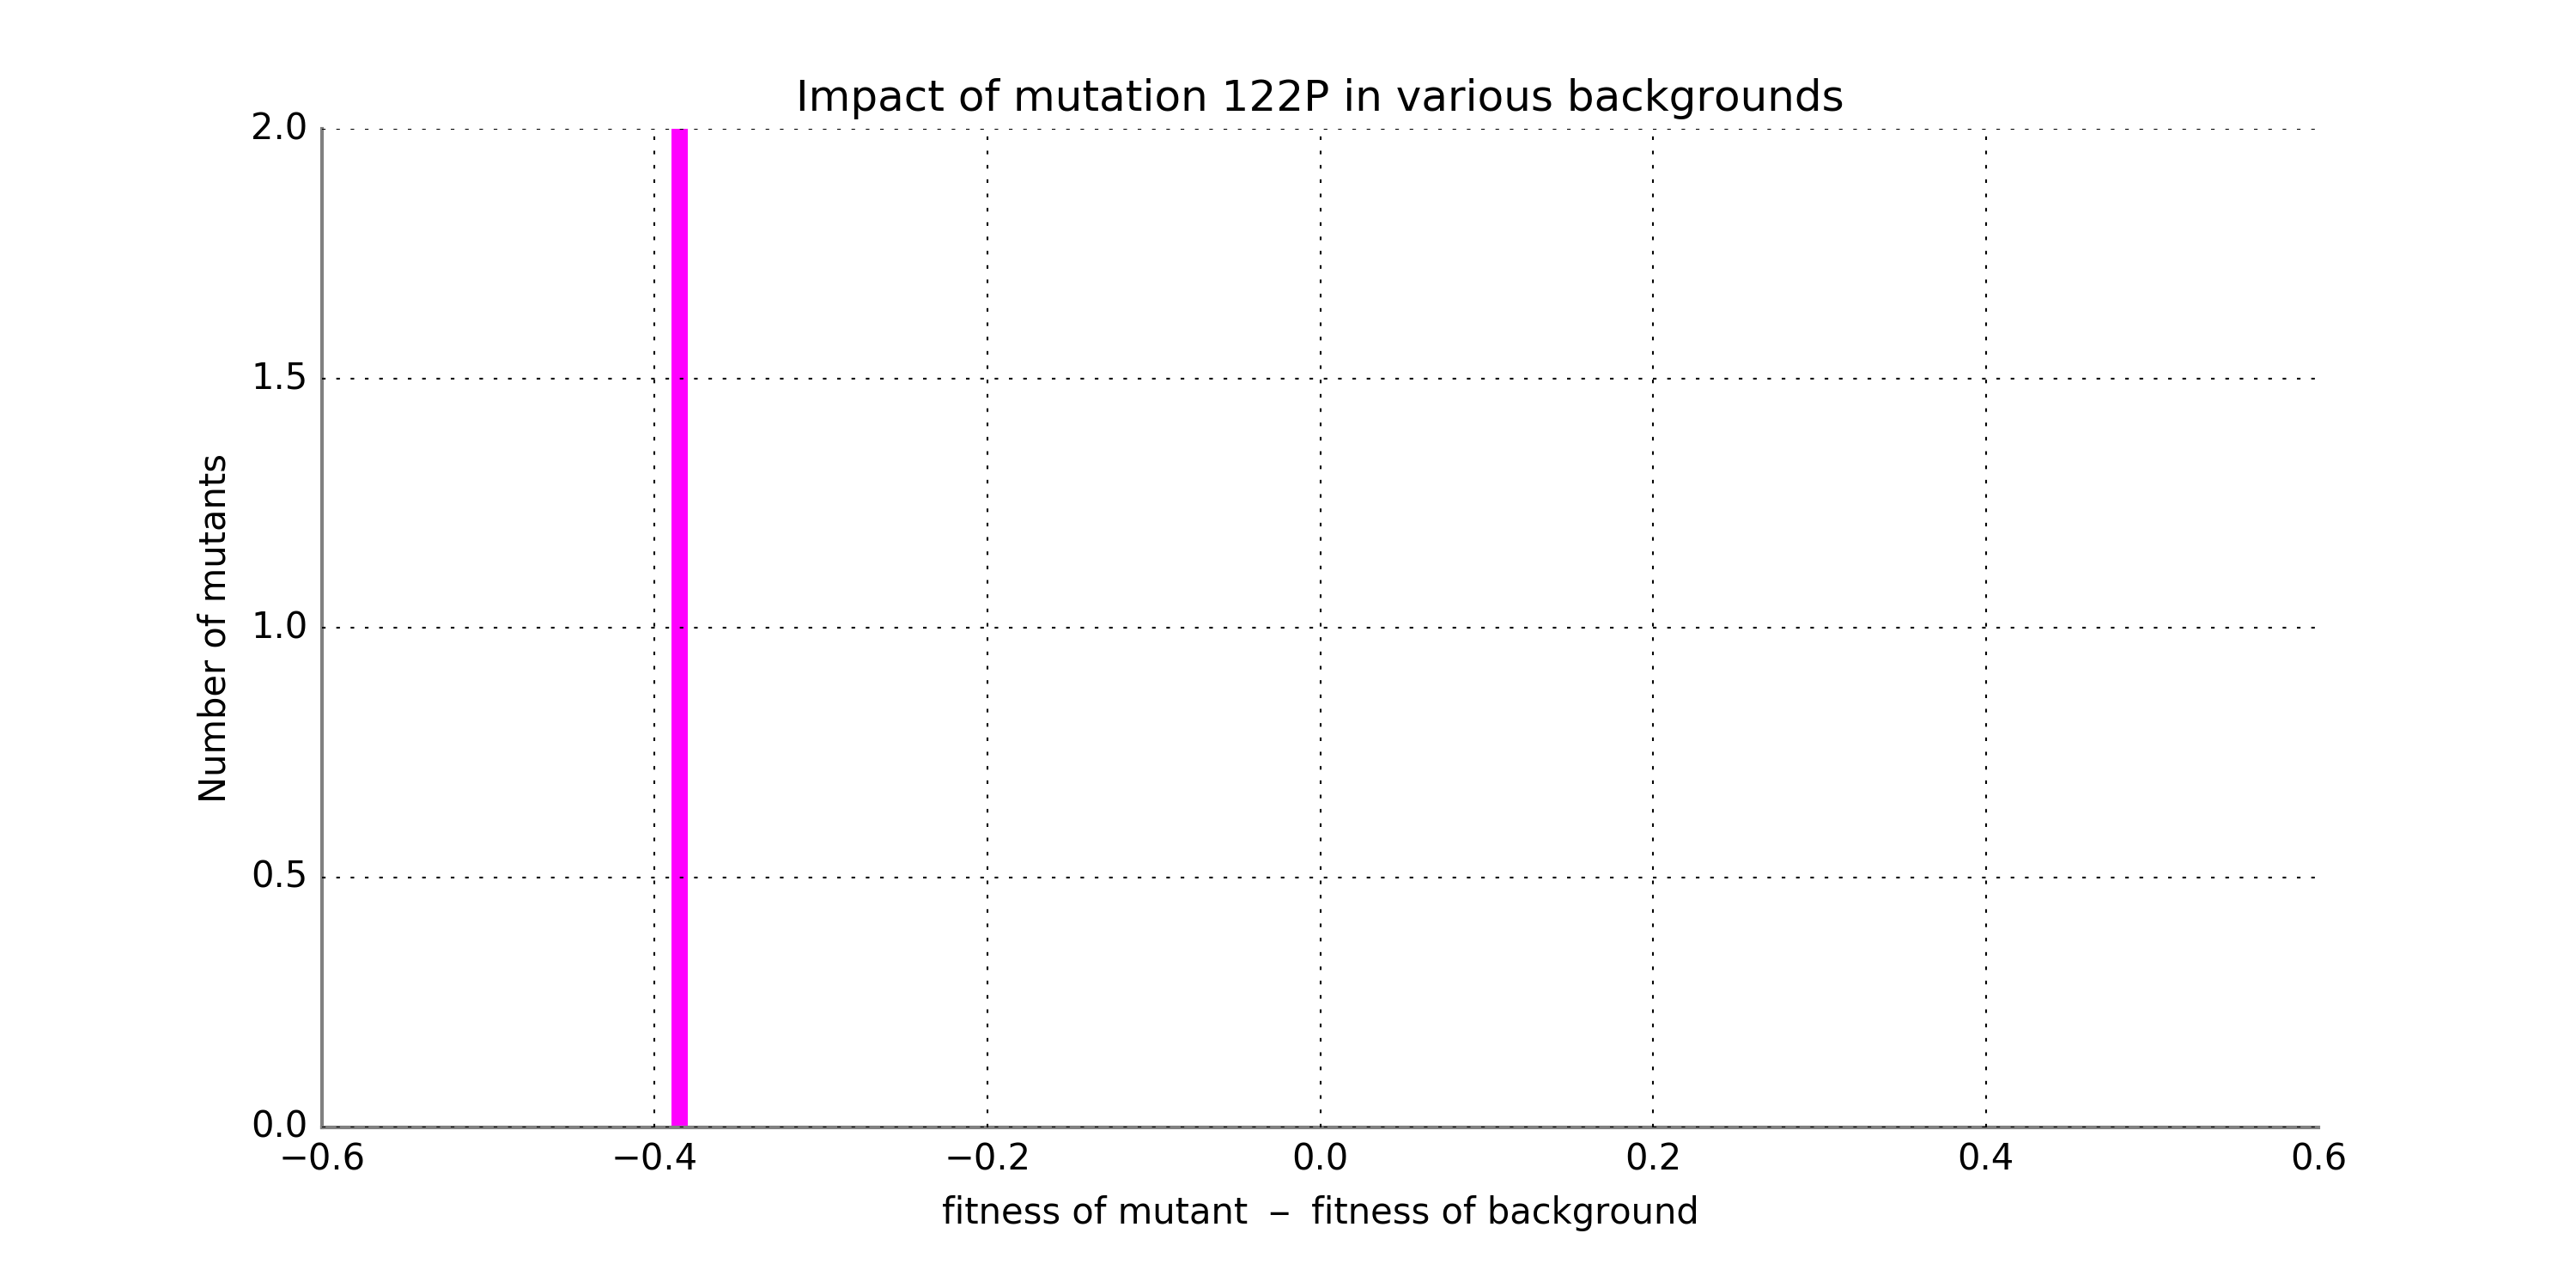 Impact of mutation 122P in various backgrounds
2.0
1.5
1.0
0.5
0.0
Number of mutants
−0.6 −0.4 −0.2 0.0 0.2 0.4 0.6
fitness of mutant − fitness of background